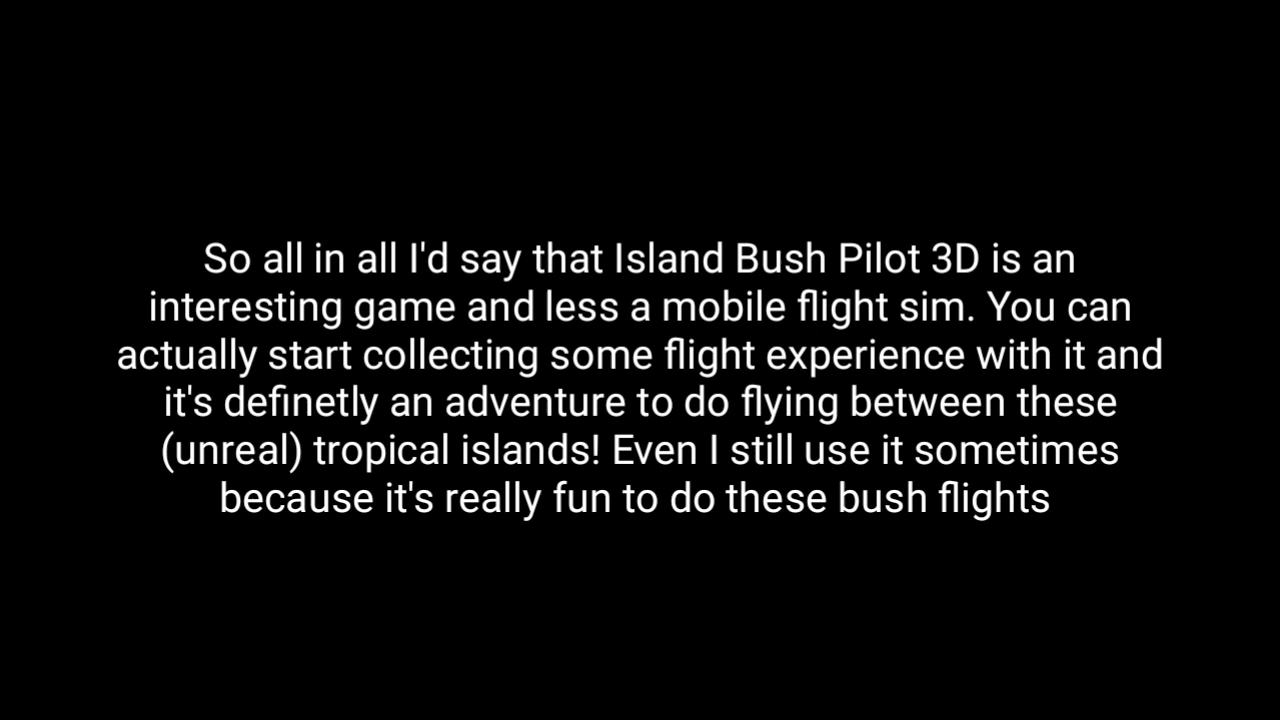 So all in all I'd say that Island Bush Pilot 3D is an
interesting game and less a mobile flight sim. You can
actually start collecting some flight experience with it and
it's definetly an adventure to do flying between these
(unreal) tropical islands! Even I still use it sometimes
because it's really fun to do these bush flights